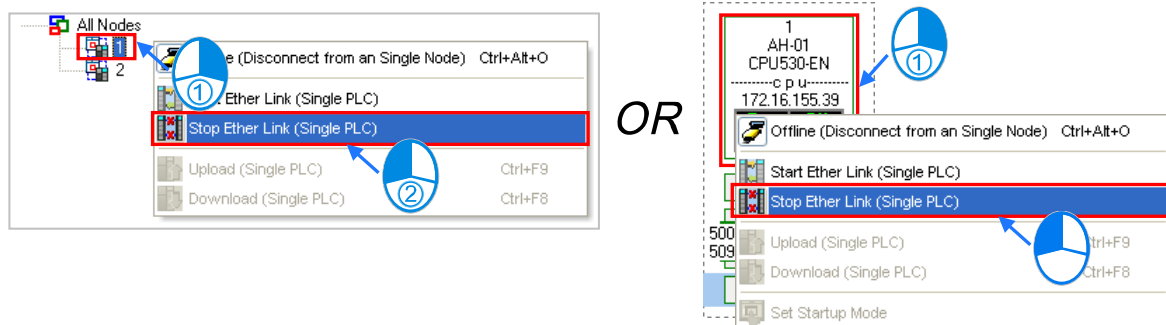 All Nodes
1
2
e (Disconnect from an Single Node) Ctrl+Alt+O
Ether Link (Single PLC)
Stop Ether Link (Single PLC)
Upload (Single PLC) Ctrl+F9
Download (Single PLC) Ctrl+F8
①
②
OR
1
AH-01
CPU530-EN
---------c p u---------
172.16.155.39
①
Offline (Disconnect from an Single Node) Ctrl+Alt+O
Start Ether Link (Single PLC)
Stop Ether Link (Single PLC)
500
509
Upload (Single PLC) Ctrl+F9
Download (Single PLC) Ctrl+F8
Set Startup Mode